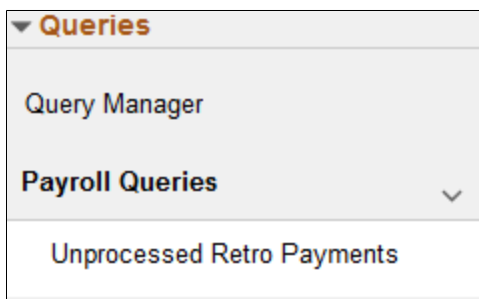 Queries
Query Manager
Payroll Queries
Unprocessed Retro Payments